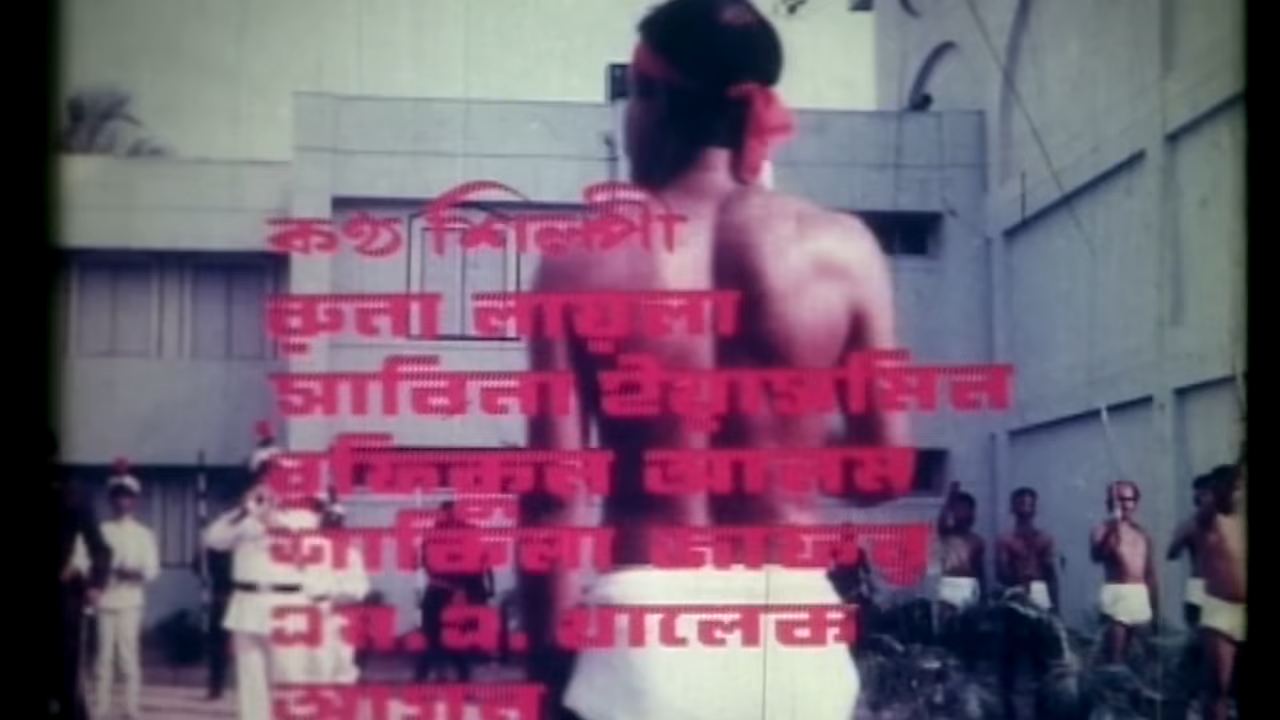 কণ্ঠ শিল্পী
রুনা লায়লা
সাবিনা ইয়াসমিন
রফিকুল আলম
শাকিলা জাফর
এম. এ. খালেক